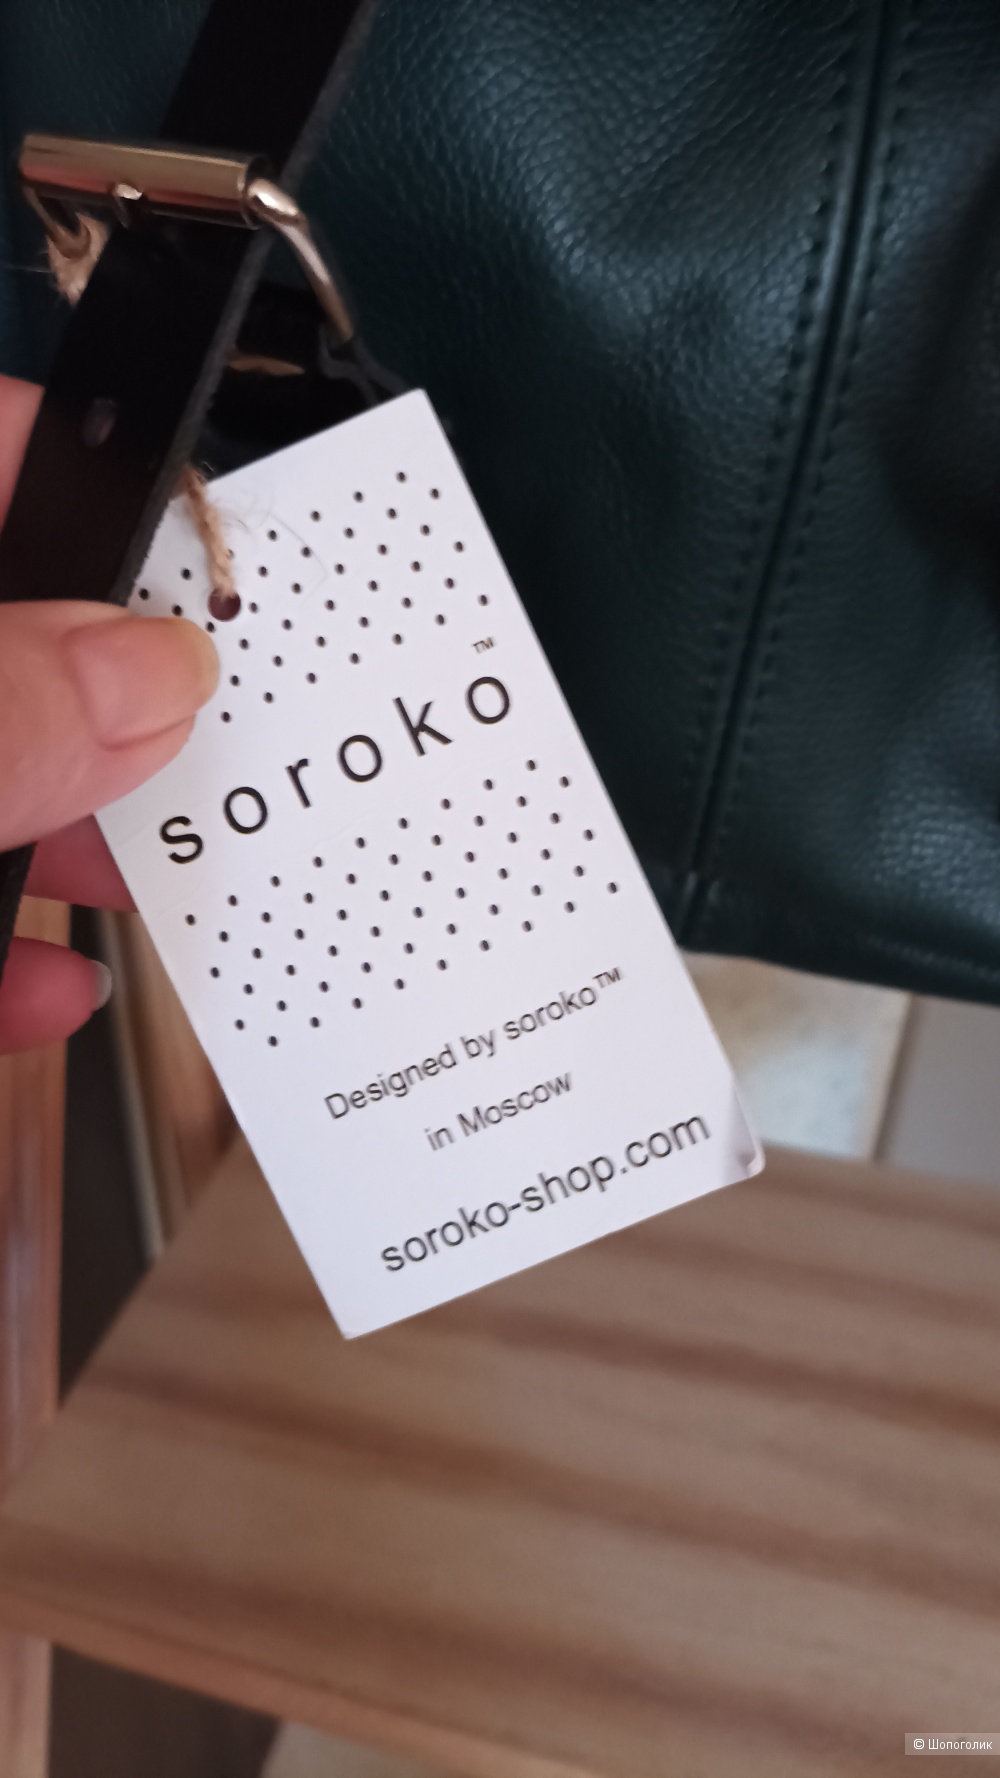 soroko™
Designed by soroko™
in Moscow
soroko-shop.com
© Шопоголик